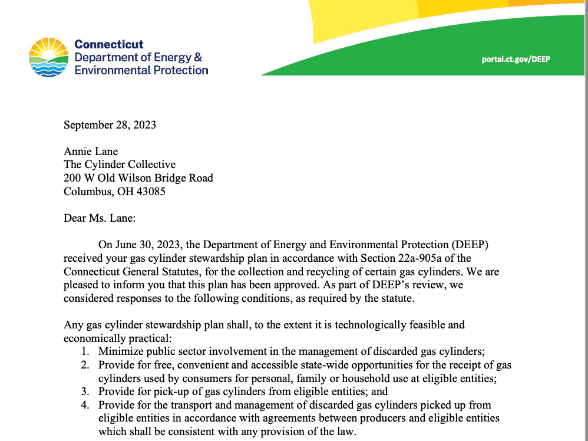 Connecticut
Department of Energy &
Environmental Protection
portal.ct.gov/DEEP
September 28, 2023
Annie Lane
The Cylinder Collective
200 W Old Wilson Bridge Road
Columbus, OH 43085
Dear Ms. Lane:
On June 30, 2023, the Department of Energy and Environmental Protection (DEEP)
received your gas cylinder stewardship plan in accordance with Section 22a-905a of the
Connecticut General Statutes, for the collection and recycling of certain gas cylinders. We are
pleased to inform you that this plan has been approved. As part of DEEP's review, we
considered responses to the following conditions, as required by the statute.
Any gas cylinder stewardship plan shall, to the extent it is technologically feasible and
economically practical:
1. Minimize public sector involvement in the management of discarded gas cylinders;
2. Provide for free, convenient and accessible state-wide opportunities for the receipt of gas
cylinders used by consumers for personal, family or household use at eligible entities;
3. Provide for pick-up of gas cylinders from eligible entities; and
4. Provide for the transport and management of discarded gas cylinders picked up from
eligible entities in accordance with agreements between producers and eligible entities
which shall be consistent with any provision of the law.